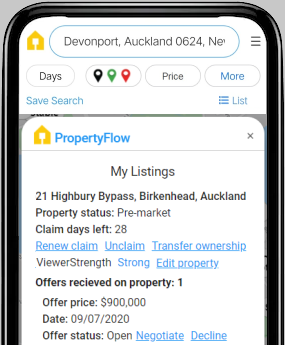 Devonport, Auckland 0624, Nev
Days
Price
More
Save Search
List
PropertyFlow
×
My Listings
21 Highbury Bypass, Birkenhead, Auckland
Property status: Pre-market
Claim days left: 28
Renew claim Unclaim Transfer ownership
ViewerStrength Strong Edit property
Offers recieved on property: 1
Offer price: $900,000
Date: 09/07/2020
Offer status: Open Negotiate Decline